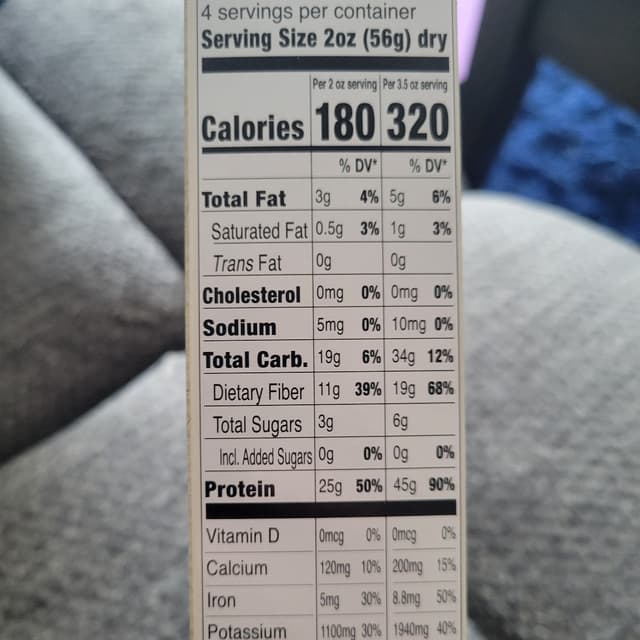 4 servings per container
Serving Size 2oz (56g) dry
Per 2 oz serving Per 3.5 oz serving
Calories 180 320
% DV* % DV*
Total Fat 3g 4% 5g 6%
Saturated Fat 0.5g 3% 1g 3%
Trans Fat 0g 0g
Cholesterol 0mg 0% 0mg 0%
Sodium 5mg 0% 10mg 0%
Total Carb. 19g 6% 34g 12%
Dietary Fiber 11g 39% 19g 68%
Total Sugars 3g 6g
Incl. Added Sugars 0g 0% 0g 0%
Protein 25g 50% 45g 90%
Vitamin D 0mcg 0% 0mcg 0%
Calcium 120mg 10% 200mg 15%
Iron 5mg 30% 8.8mg 50%
Potassium 1100mg 30% 1940mg 40%